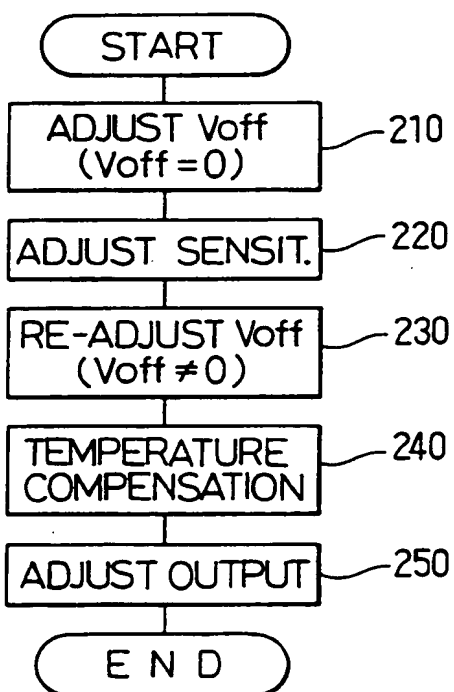 START
ADJUST Voff
(Voff = 0)
210
ADJUST SENSIT.
220
RE-ADJUST Voff
(Voff ≠ 0)
230
TEMPERATURE
COMPENSATION
240
ADJUST OUTPUT
250
END